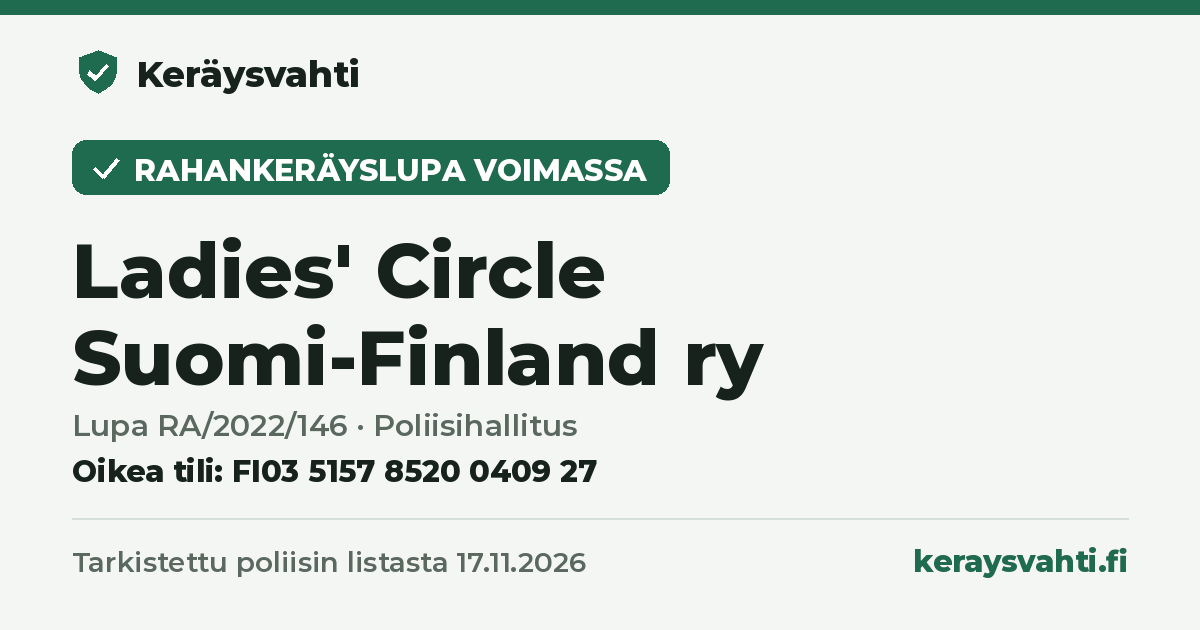 Keräysvahti
RAHANKERÄYSLUPA VOIMASSA
Ladies' Circle
Suomi-Finland ry
Lupa RA/2022/146 · Poliisihallitus
Oikea tili: FI03 5157 8520 0409 27
Tarkistettu poliisin listasta 17.11.2026
keraysvahti.fi